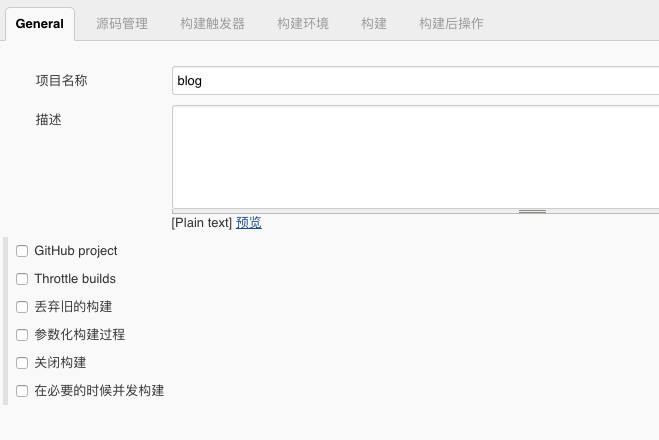 General 源码管理 构建触发器 构建环境 构建 构建后操作
项目名称 blog
描述
[Plain text] 预览
GitHub project
Throttle builds
丢弃旧的构建
参数化构建过程
关闭构建
在必要的时候并发构建